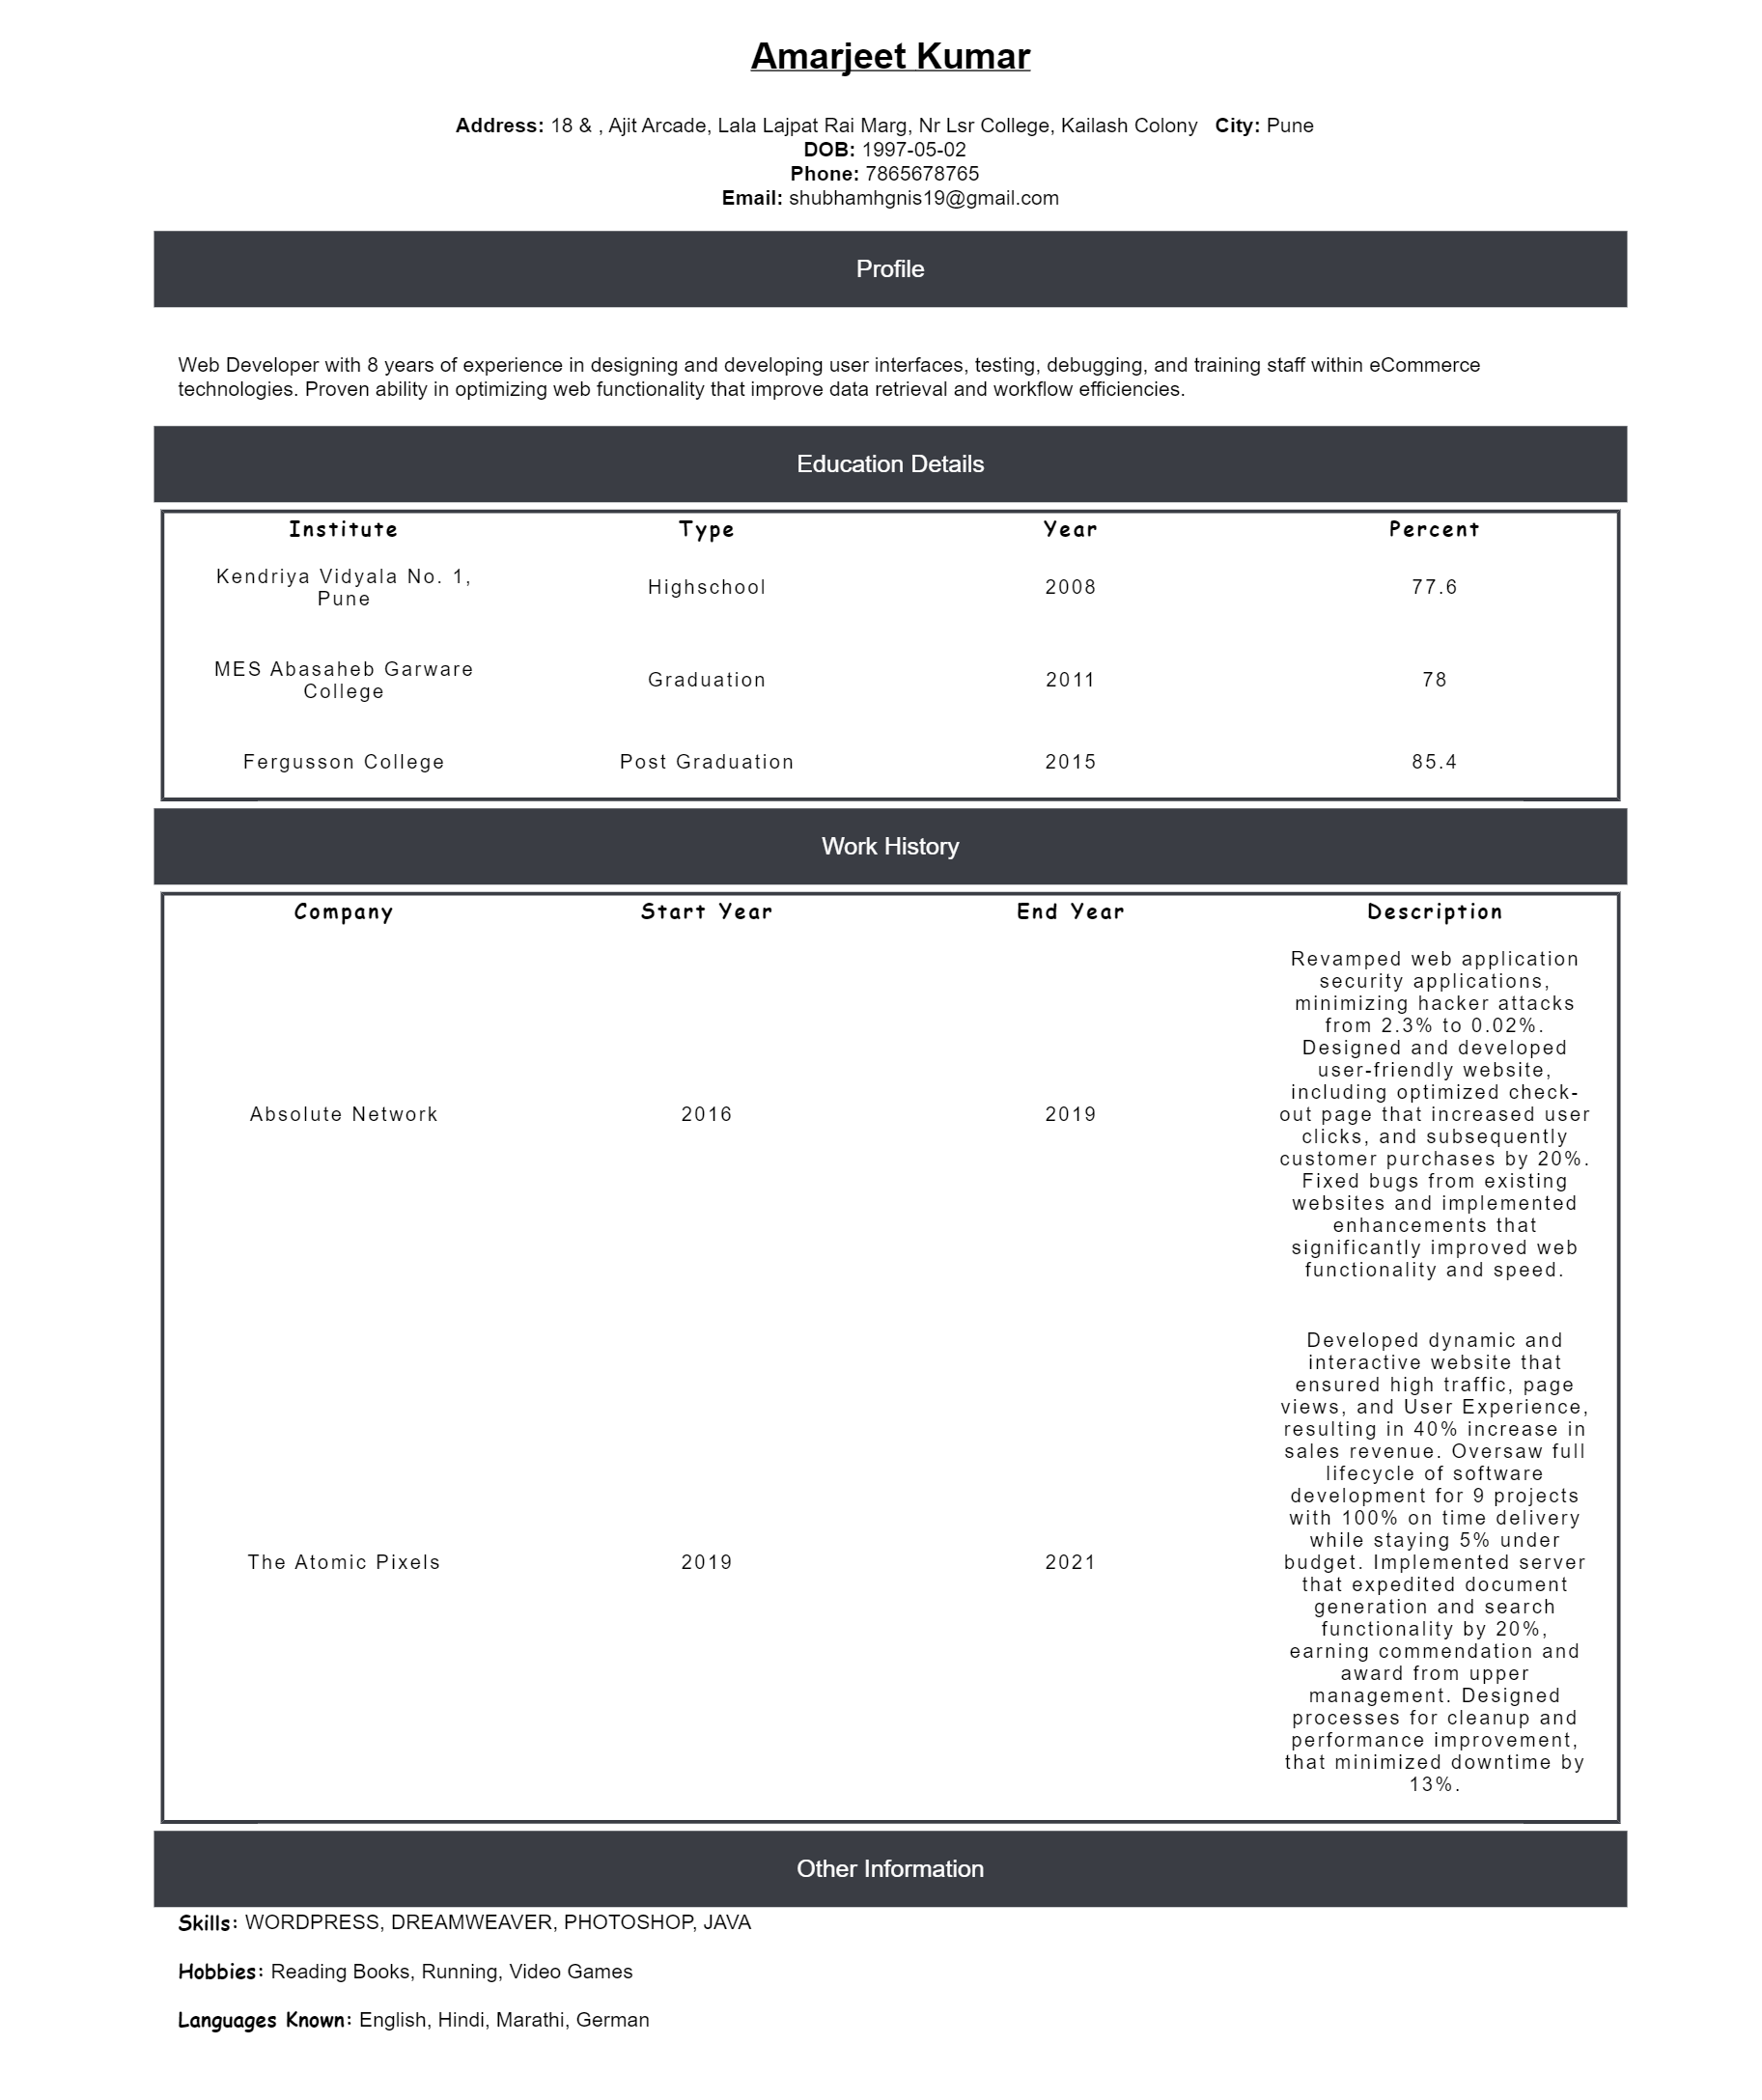 Amarjeet Kumar
Address: 18 & , Ajit Arcade, Lala Lajpat Rai Marg, Nr Lsr College, Kailash Colony City: Pune
DOB: 1997-05-02
Phone: 7865678765
Email: shubhamhgnis19@gmail.com
Profile
Web Developer with 8 years of experience in designing and developing user interfaces, testing, debugging, and training staff within eCommerce
technologies. Proven ability in optimizing web functionality that improve data retrieval and workflow efficiencies.
Education Details
Institute Type Year Percent
Kendriya Vidyala No. 1,
Pune
Highschool 2008 77.6
MES Abasaheb Garware
College
Graduation 2011 78
Fergusson College Post Graduation 2015 85.4
Work History
Company Start Year End Year Description
Absolute Network 2016 2019
Revamped web application
security applications,
minimizing hacker attacks
from 2.3% to 0.02%.
Designed and developed
user-friendly website,
including optimized check-
out page that increased user
clicks, and subsequently
customer purchases by 20%.
Fixed bugs from existing
websites and implemented
enhancements that
significantly improved web
functionality and speed.
The Atomic Pixels 2019 2021
Developed dynamic and
interactive website that
ensured high traffic, page
views, and User Experience,
resulting in 40% increase in
sales revenue. Oversaw full
lifecycle of software
development for 9 projects
with 100% on time delivery
while staying 5% under
budget. Implemented server
that expedited document
generation and search
functionality by 20%,
earning commendation and
award from upper
management. Designed
processes for cleanup and
performance improvement,
that minimized downtime by
13%.
Other Information
Skills: WORDPRESS, DREAMWEAVER, PHOTOSHOP, JAVA
Hobbies: Reading Books, Running, Video Games
Languages Known: English, Hindi, Marathi, German